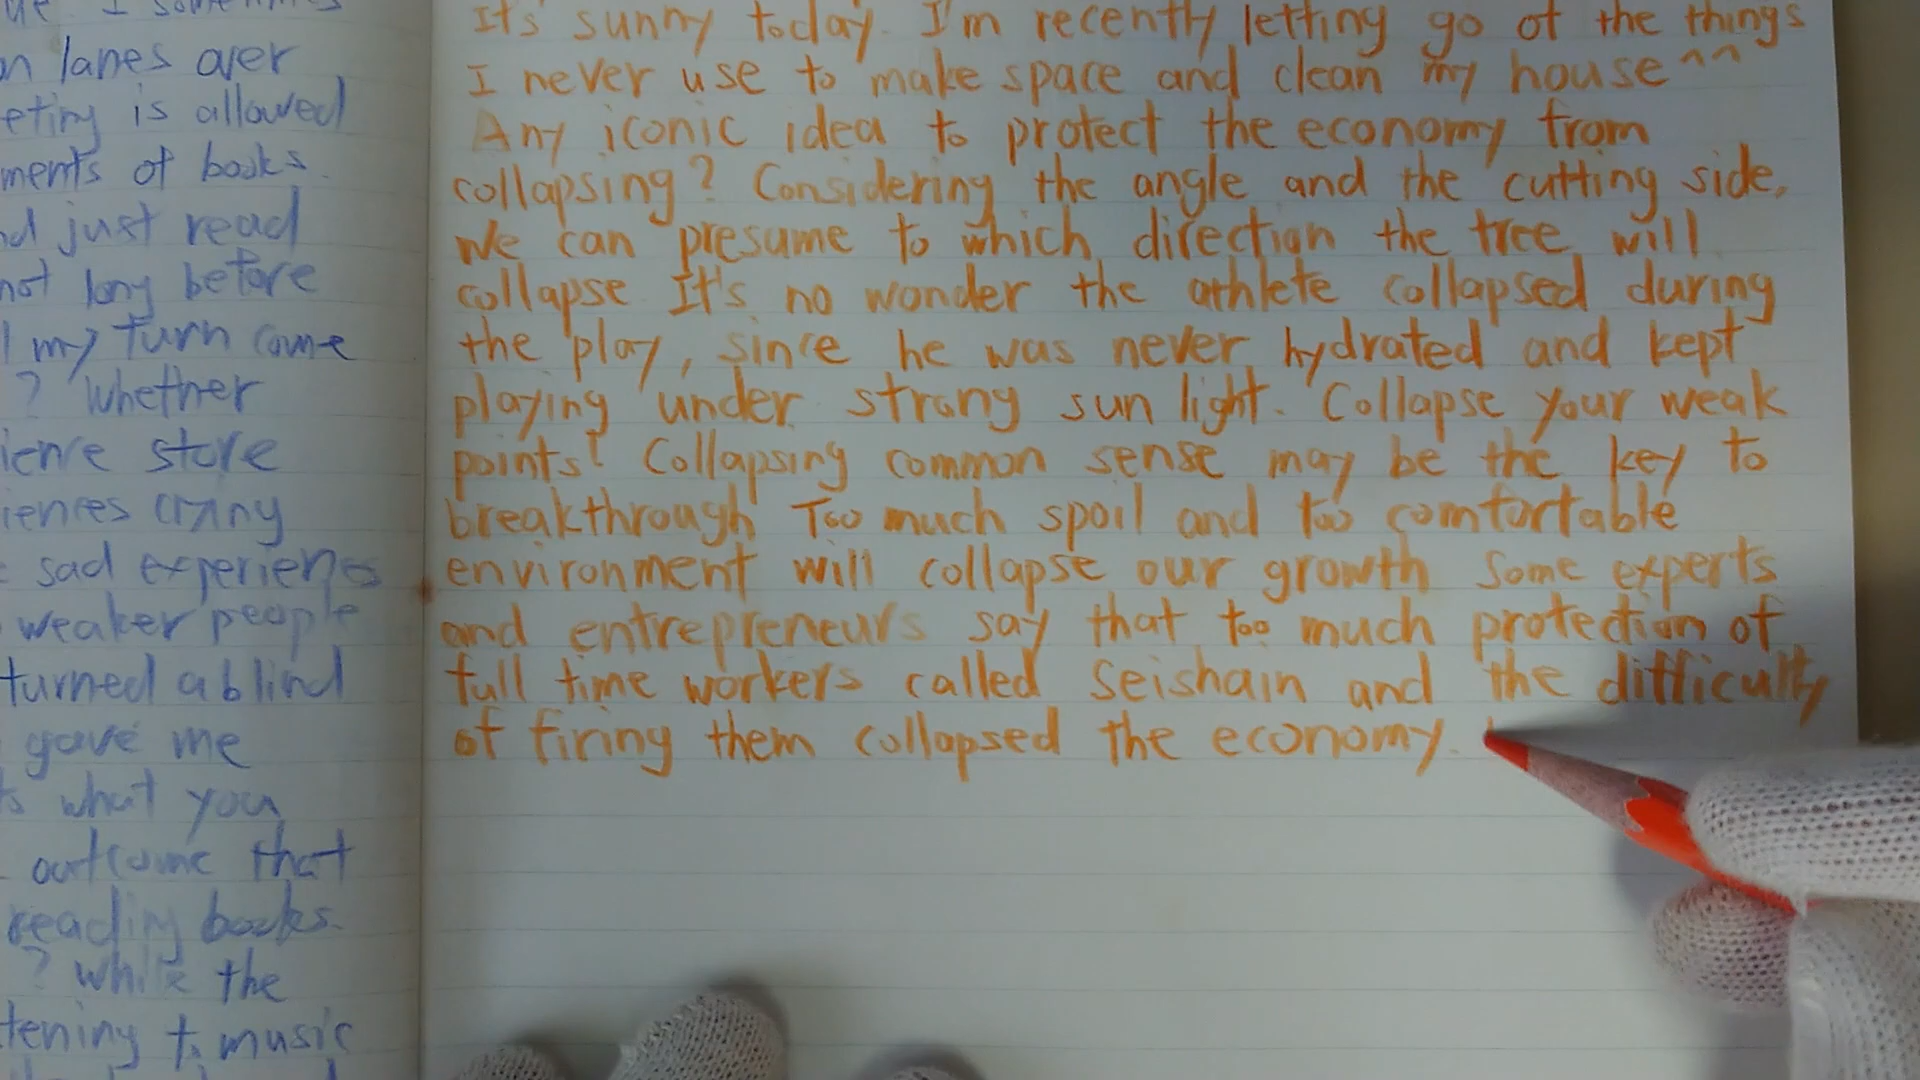 I sometimes
lanes over
is allowed
ments of books.
just read
not long before
my turn come
? Whether
store
crying
sad experiences
weaker people
turned a blind
gave me
what you
outcome that
reading books.
? while the
to music
It's sunny today. I'm recently letting go of the things
I never use to make space and clean my house ^^
Any iconic idea to protect the economy from
collapsing? Considering the angle and the cutting side,
we can presume to which direction the tree will
collapse It's no wonder the athlete collapsed during
the play, since he was never hydrated and kept
playing under strong sun light. Collapse your weak
points! Collapsing common sense may be the key to
breakthrough Too much spoil and too comfortable
environment will collapse our growth Some experts
and entrepreneurs say that too much protection of
full time workers called Seishain and the difficulty
of firing them collapsed the economy.